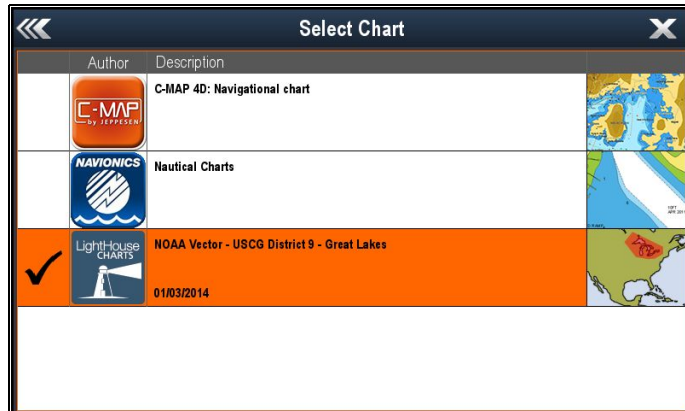 Select Chart
Author Description
C-MAP
by JEPPESEN
C-MAP 4D: Navigational chart
NAVIONICS
Nautical Charts
LightHouse
CHARTS
NOAA Vector - USCG District 9 - Great Lakes
01/03/2014